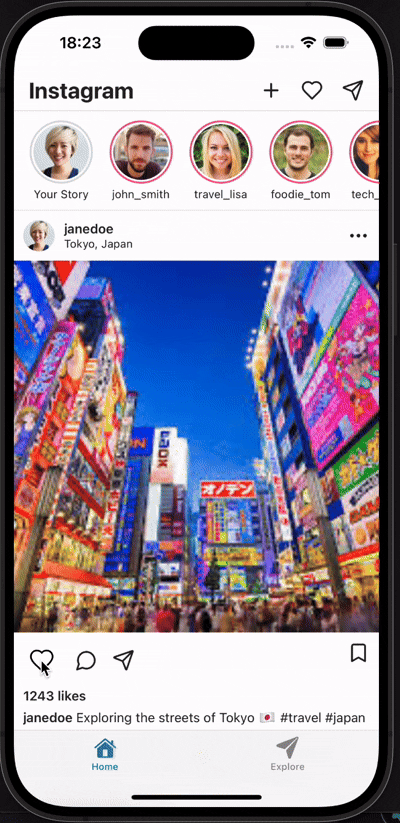 18:23
Instagram
Your Story
john_smith
travel_lisa
foodie_tom
tech_
janedoe
Tokyo, Japan
オノデン
1243 likes
janedoe Exploring the streets of Tokyo 🇯🇵 #travel #japan
Home
Explore